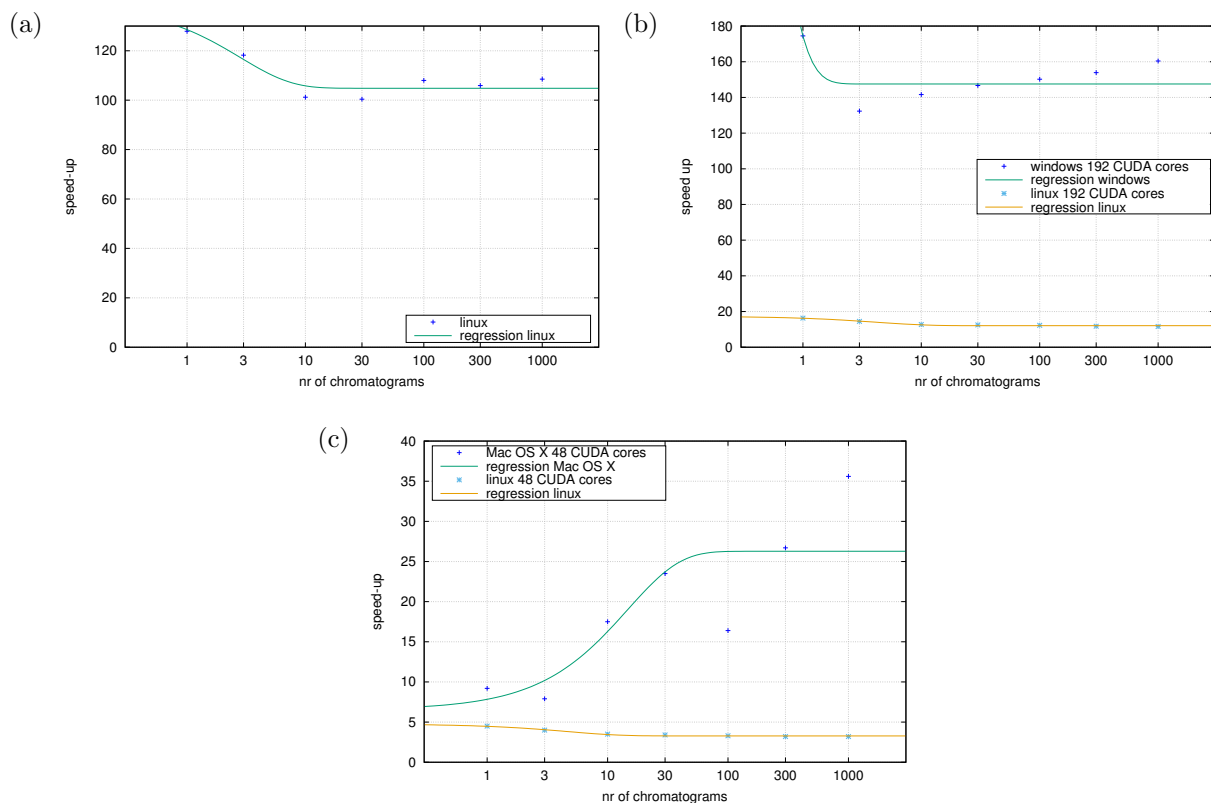 (a)
120
100
80
60
40
20
0
speed-up
linux
regression linux
1 3 10 30 100 300 1000
nr of chromatograms
(b)
180
160
140
120
100
80
60
40
20
0
speed up
windows 192 CUDA cores
regression windows
linux 192 CUDA cores
regression linux
1 3 10 30 100 300 1000
nr of chromatograms
(c)
40
35
30
25
20
15
10
5
0
speed-up
Mac OS X 48 CUDA cores
regression Mac OS X
linux 48 CUDA cores
regression linux
1 3 10 30 100 300 1000
nr of chromatograms